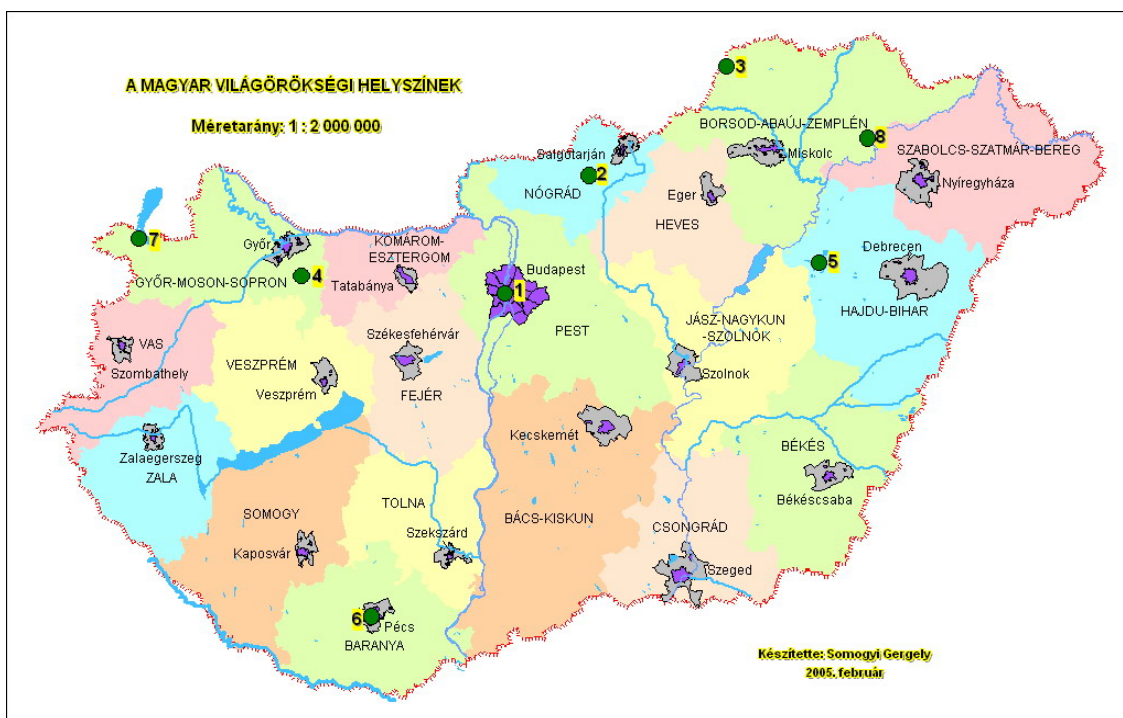 A MAGYAR VILÁGÖRÖKSÉGI HELYSZÍNEK
Méretarány: 1 : 2 000 000
3
BORSOD-ABAÚJ-ZEMPLÉN
8
Salgótarján
Miskolc
SZABOLCS-SZATMÁR-BEREG
2
NÓGRÁD
Eger
Nyíregyháza
HEVES
7
Győr
KOMÁROM-
ESZTERGOM
Debrecen
5
GYŐR-MOSON-SOPRON
4
Tatabánya
Budapest
1
HAJDU-BIHAR
PEST
JÁSZ-NAGYKUN
-SZOLNOK
Székesfehérvár
VAS
Szombathely
VESZPRÉM
Veszprém
FEJÉR
Szolnok
Kecskemét
Zalaegerszeg
ZALA
BÉKÉS
Békéscsaba
TOLNA
SOMOGY
BÁCS-KISKUN
CSONGRÁD
Szekszárd
Kaposvár
Szeged
6
Pécs
BARANYA
Készítette: Somogyi Gergely
2005. február